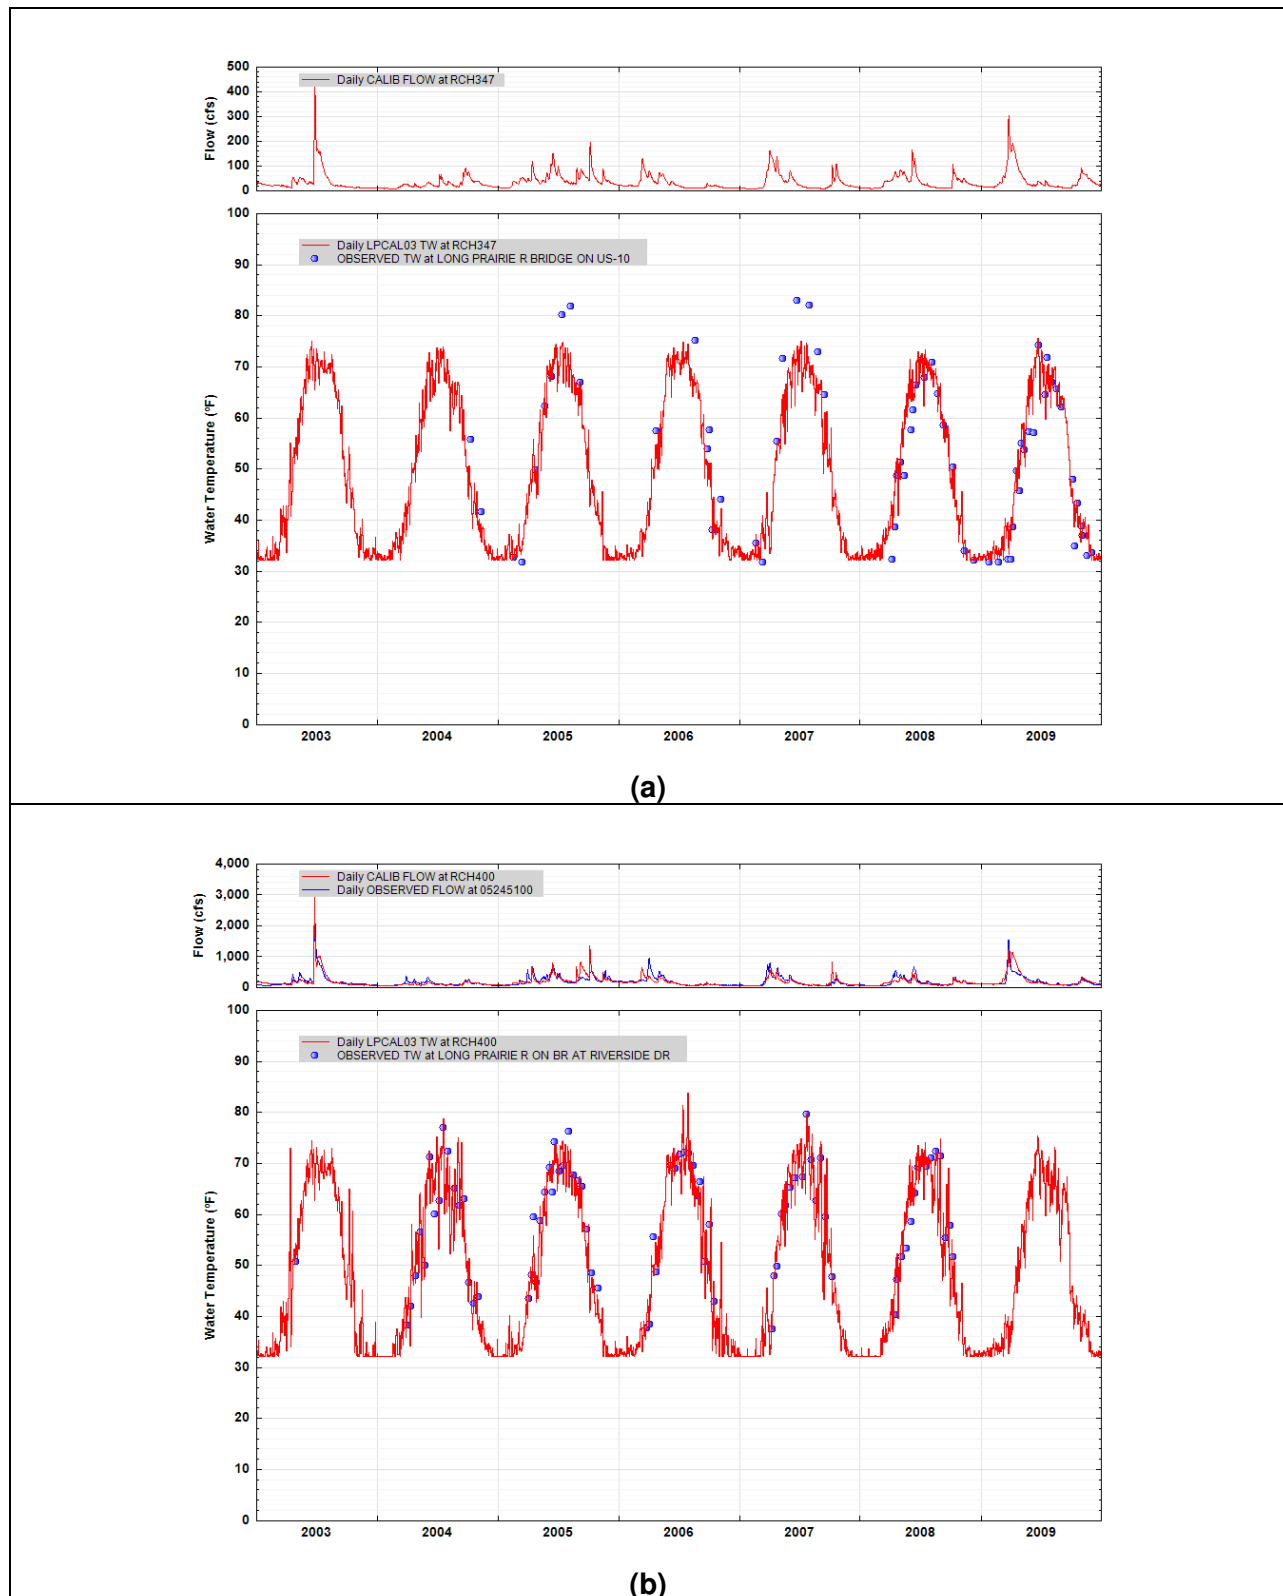 500
400
300
200
100
0
Flow (cfs)
Daily CALIB FLOW at RCH347
100
90
80
70
60
50
40
30
20
10
0
Water Temperature (ºF)
Daily LPCAL03 TW at RCH347
OBSERVED TW at LONG PRAIRIE R BRIDGE ON US-10
2003 2004 2005 2006 2007 2008 2009
(a)
4,000
3,000
2,000
1,000
0
Flow (cfs)
Daily CALIB FLOW at RCH400
Daily OBSERVED FLOW at 05245100
100
90
80
70
60
50
40
30
20
10
0
Water Temperature (ºF)
Daily LPCAL03 TW at RCH400
OBSERVED TW at LONG PRAIRIE R ON BR AT RIVERSIDE DR
2003 2004 2005 2006 2007 2008 2009
(b)